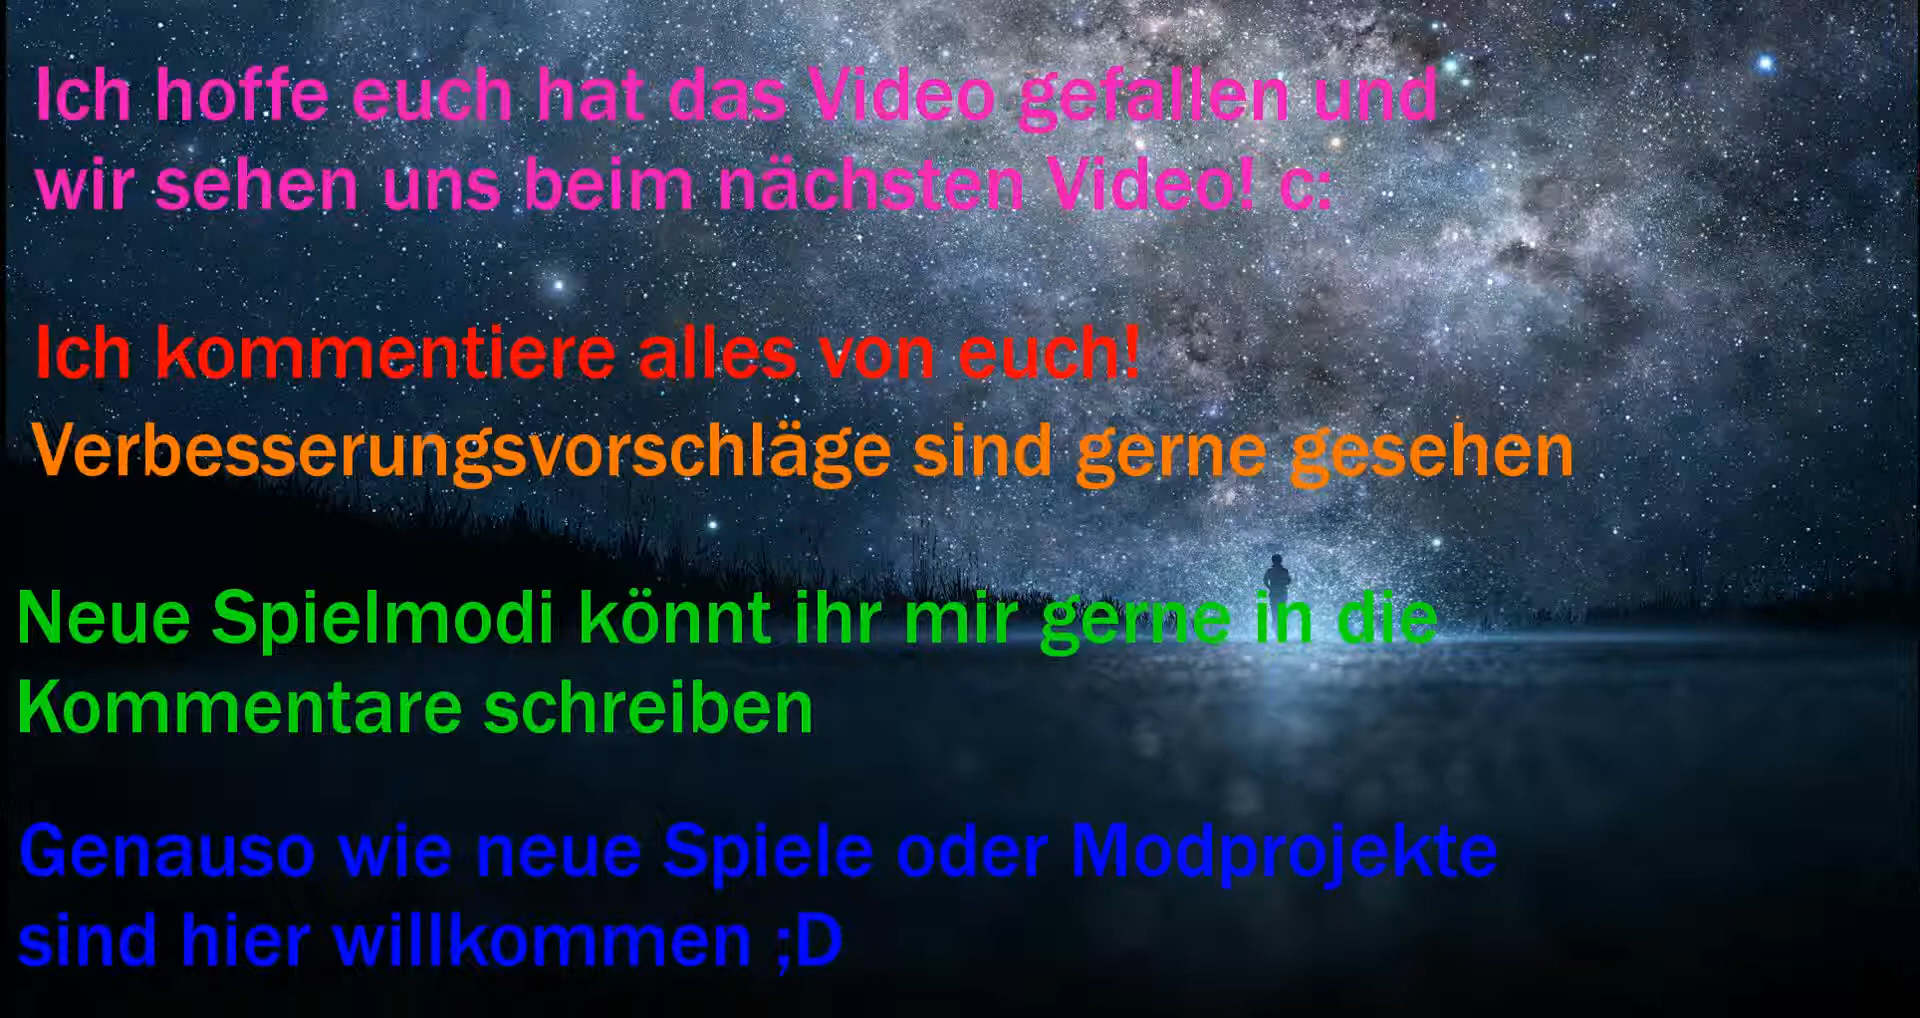 Ich hoffe euch hat das Video gefallen und
wir sehen uns beim nächsten Video! c:
Ich kommentiere alles von euch!
Verbesserungsvorschläge sind gerne gesehen
Neue Spielmodi könnt ihr mir gerne in die
Kommentare schreiben
Genauso wie neue Spiele oder Modprojekte
sind hier willkommen ;D